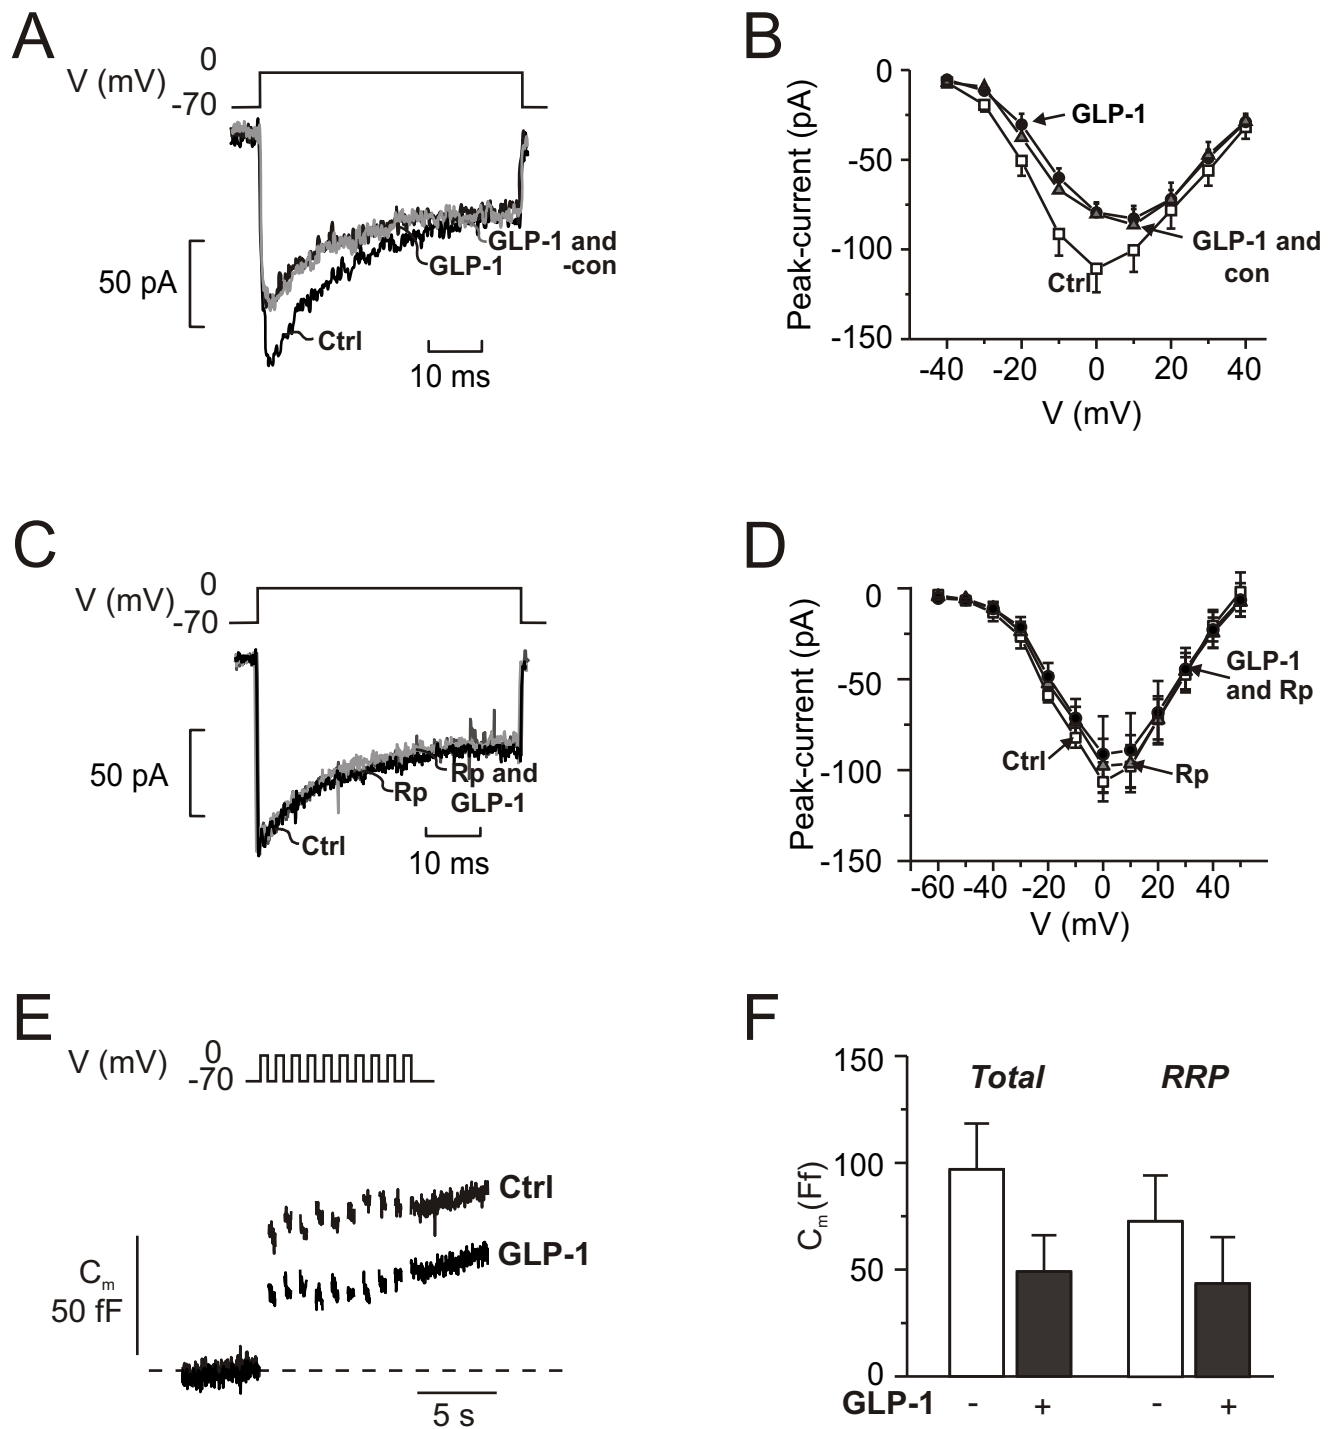 A
V (mV)
0
-70
50 pA
GLP-1 and
-con
GLP-1
Ctrl
10 ms
B
Peak-current (pA)
0
-50
-100
-150
GLP-1
GLP-1 and
con
Ctrl
-40 -20 0 20 40
V (mV)
C
V (mV)
0
-70
50 pA
Rp and
GLP-1
Rp
Ctrl
10 ms
D
Peak-current (pA)
0
-50
-100
-150
GLP-1
and Rp
Ctrl
Rp
-60 -40 -20 0 20 40
V (mV)
E
V (mV)
0
-70
Ctrl
GLP-1
Cm
50 fF
5 s
F
Cm (Ff)
150
100
50
0
Total RRP
GLP-1 - + - +